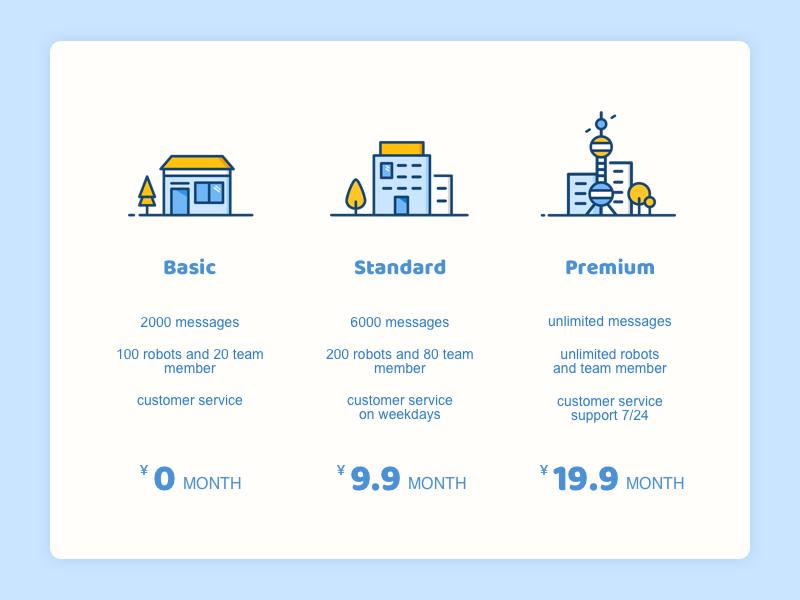 Basic
2000 messages
100 robots and 20 team
member
customer service
¥ 0 MONTH
Standard
6000 messages
200 robots and 80 team
member
customer service
on weekdays
¥ 9.9 MONTH
Premium
unlimited messages
unlimited robots
and team member
customer service
support 7/24
¥ 19.9 MONTH